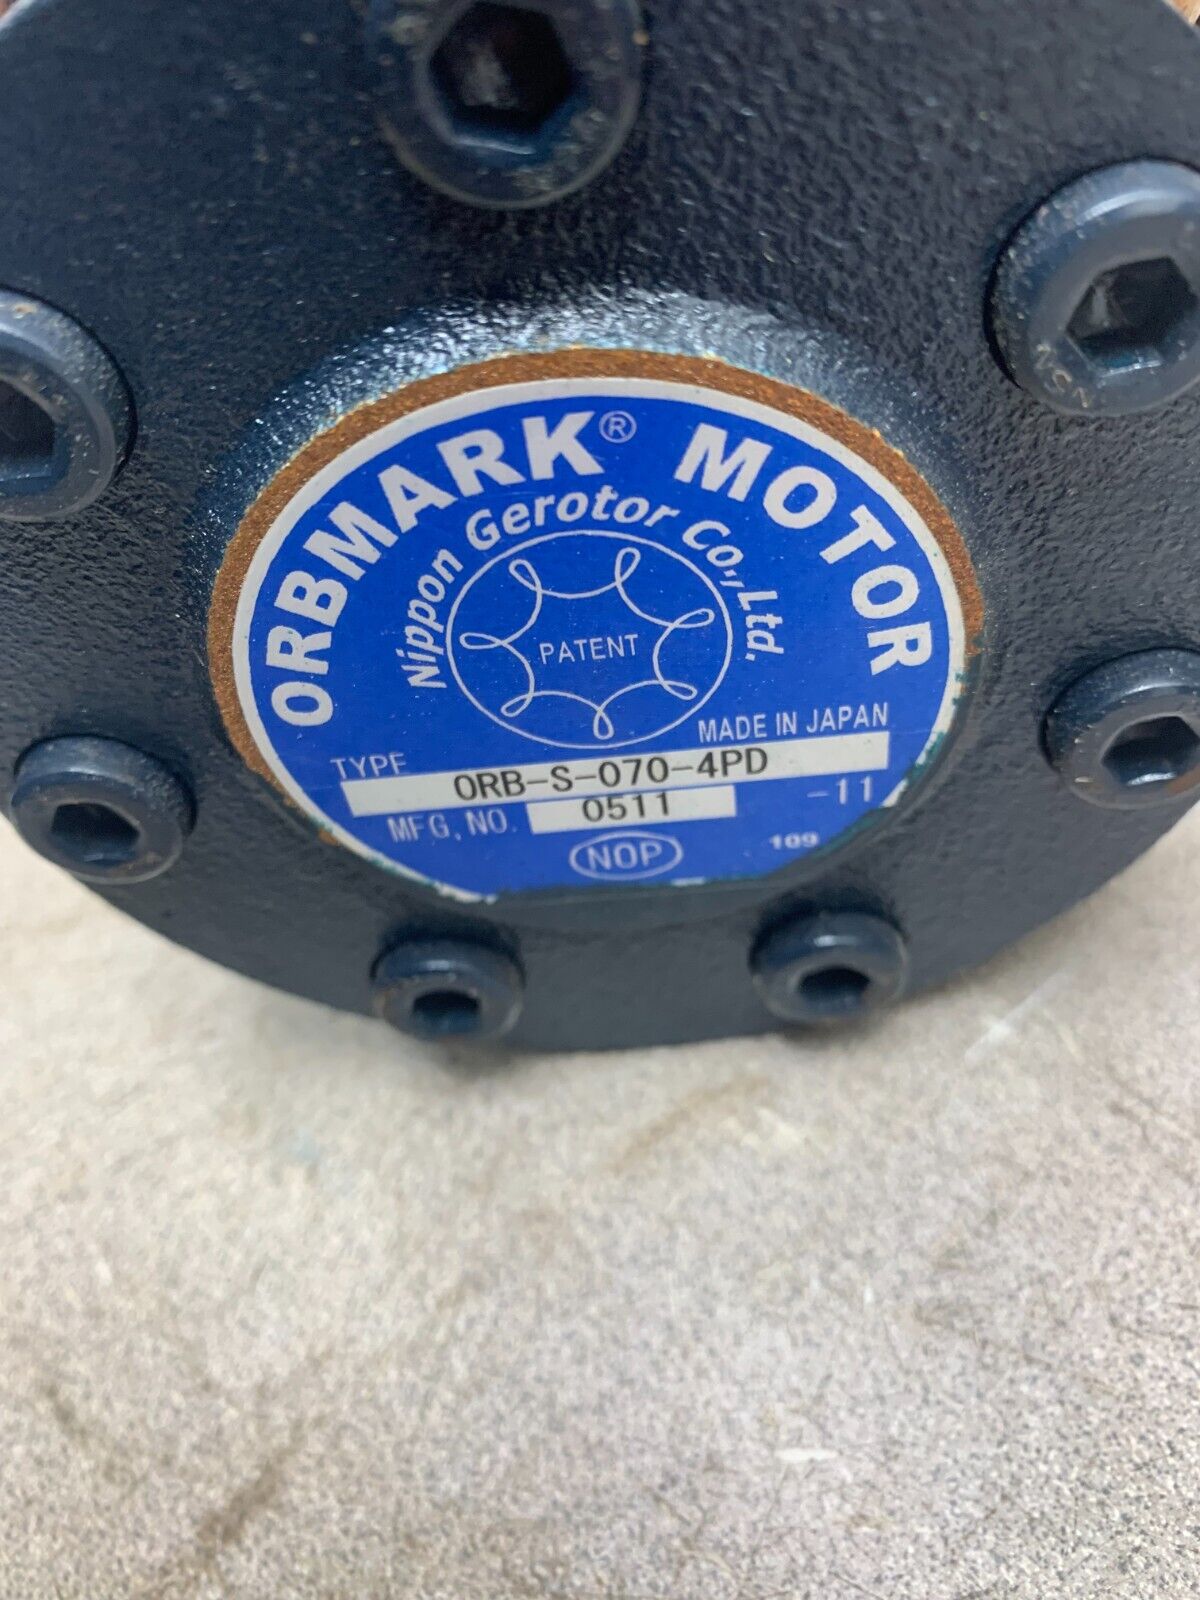 ORBMARK® MOTOR
Nippon Gerotor Co., Ltd.
PATENT
MADE IN JAPAN
TYPE ORB-S-070-4PD
MFG. NO. 0511 -11
NOP 109